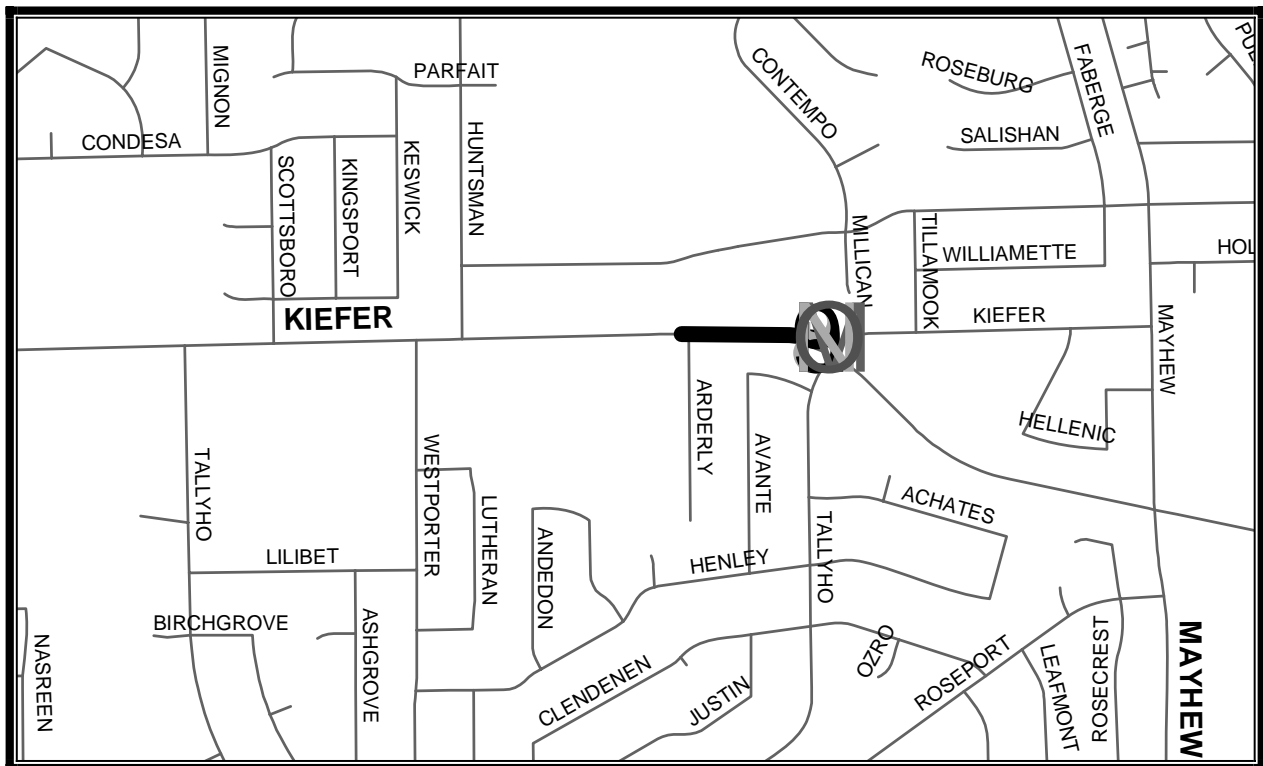 PARFAIT
MIGNON
CONDESA
KESWICK
HUNTSMAN
SCOTTSBORO
KINGSPORT
CONTEMPO
ROSEBURG
FABERGE
SALISHAN
MILLICAN
TILLAMOOK
WILLIAMETTE
KIEFER
KIEFER
MAYHEW
ARDERLY
AVANTE
HELLENIC
TALLYHO
WESTPORTER
LUTHERAN
ANDEDON
ACHATES
TALLYHO
HENLEY
LILIBET
BIRCHGROVE
ASHGROVE
NASREEN
CLENDENEN
JUSTIN
OZRO
ROSEPORT
LEAFMONT
ROSECREST
MAYHEW